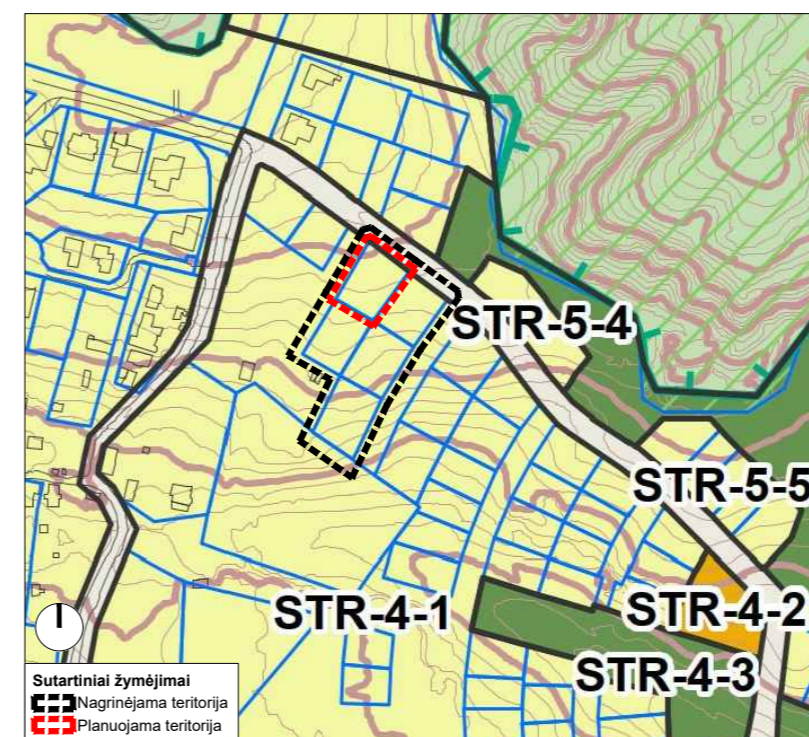 STR-5-4
STR-5-5
STR-4-1
STR-4-2
STR-4-3
Sutartiniai žymėjimai
Nagrinėjama teritorija
Planuojama teritorija